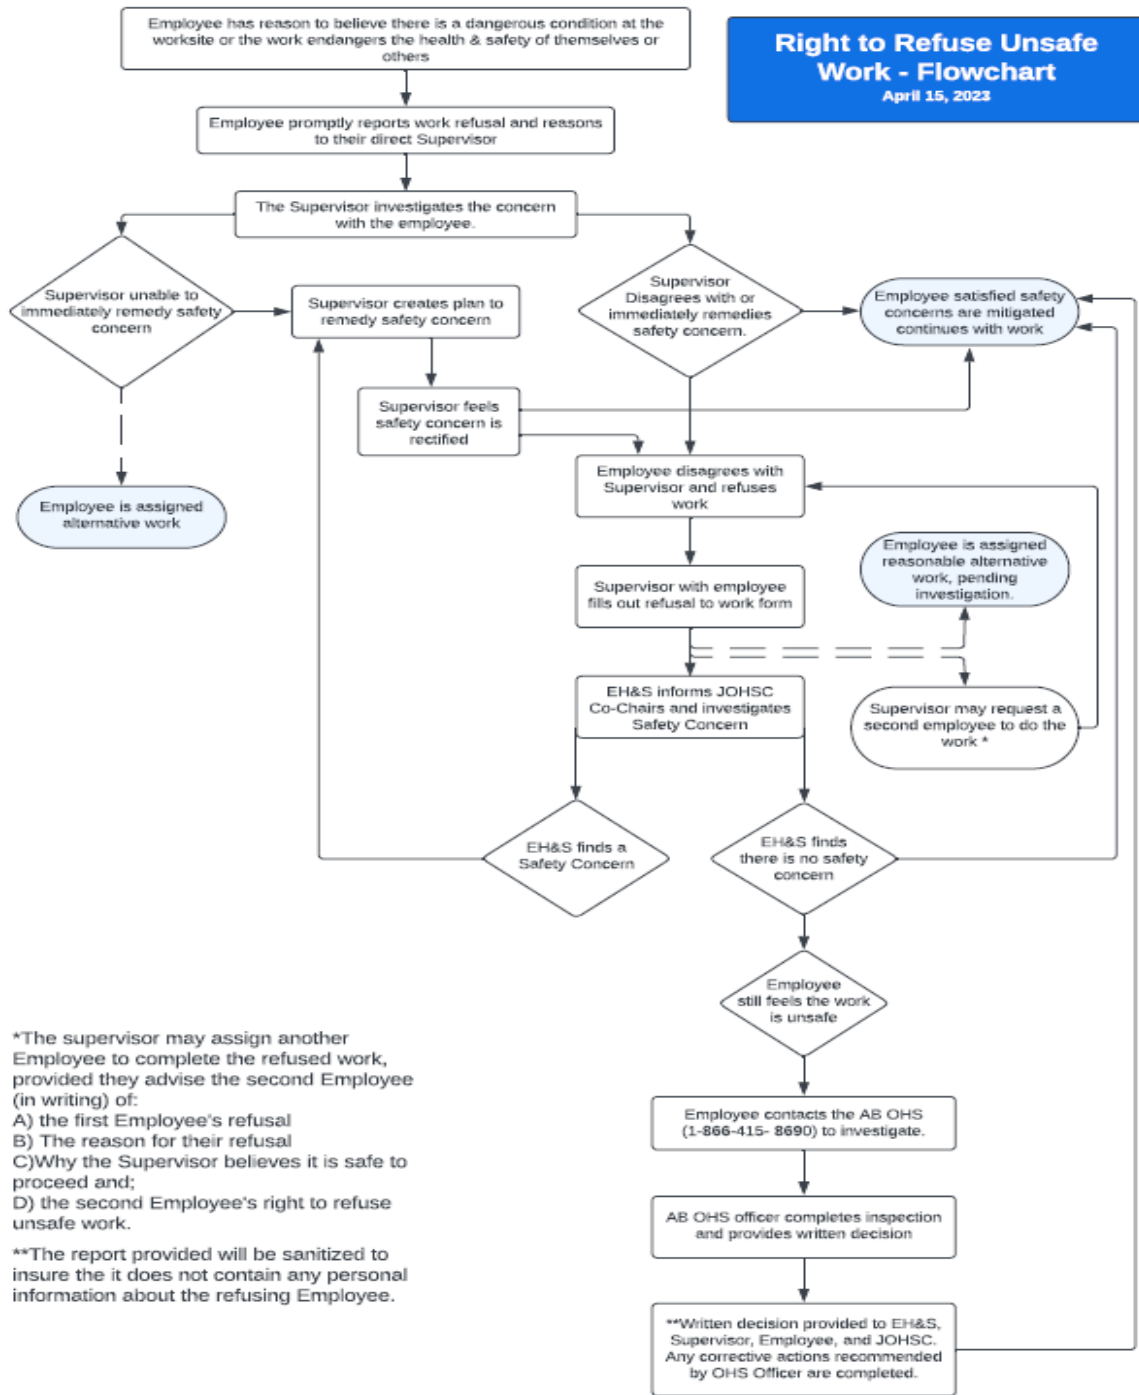 Employee has reason to believe there is a dangerous condition at the
worksite or the work endangers the health & safety of themselves or
others
Right to Refuse Unsafe
Work - Flowchart
April 15, 2023
Employee promptly reports work refusal and reasons
to their direct Supervisor
The Supervisor investigates the concern
with the employee.
Supervisor unable to
immediately remedy safety
concern
Supervisor creates plan to
remedy safety concern
Supervisor
Disagrees with or
immediately remedies
safety concern.
Employee satisfied safety
concerns are mitigated
continues with work
Supervisor feels
safety concern is
rectified
Employee disagrees with
Supervisor and refuses
work
Employee is assigned
alternative work
Employee is assigned
reasonable alternative
work, pending
investigation.
Supervisor with employee
fills out refusal to work form
EH&S informs JOHSC
Co-Chairs and investigates
Safety Concern
Supervisor may request a
second employee to do the
work *
EH&S finds a
Safety Concern
EH&S finds
there is no safety
concern
Employee
still feels the work
is unsafe
Employee contacts the AB OHS
(1-866-415- 8690) to investigate.
AB OHS officer completes inspection
and provides written decision
**Written decision provided to EH&S,
Supervisor, Employee, and JOHSC.
Any corrective actions recommended
by OHS Officer are completed.
*The supervisor may assign another
Employee to complete the refused work,
provided they advise the second Employee
(in writing) of:
A) the first Employee's refusal
B) The reason for their refusal
C)Why the Supervisor believes it is safe to
proceed and;
D) the second Employee's right to refuse
unsafe work.
**The report provided will be sanitized to
insure the it does not contain any personal
information about the refusing Employee.